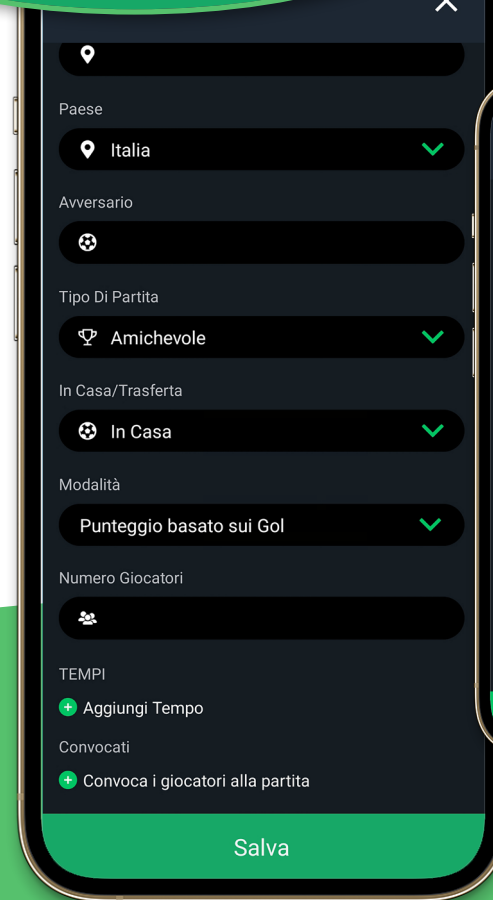 Paese
Italia
Avversario
Tipo Di Partita
Amichevole
In Casa/Trasferta
In Casa
Modalità
Punteggio basato sui Gol
Numero Giocatori
TEMPI
Aggiungi Tempo
Convocati
Convoca i giocatori alla partita
Salva